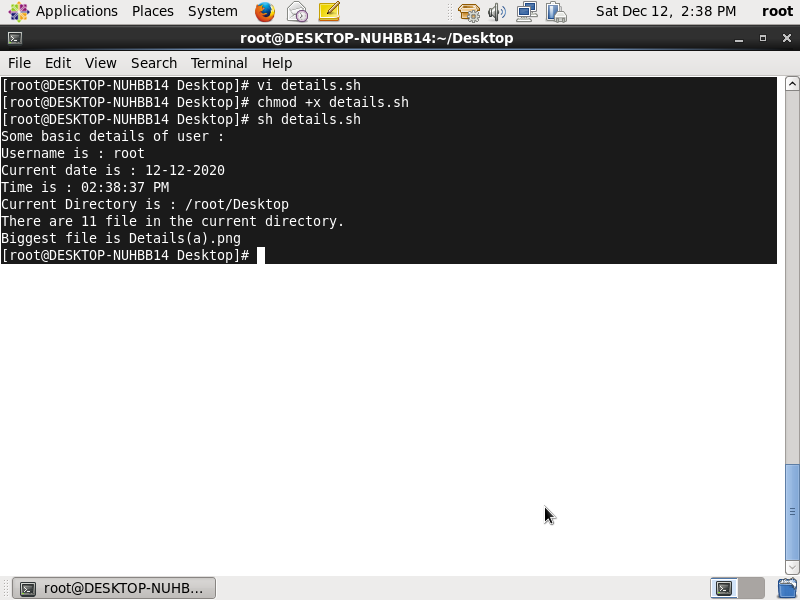 Applications Places System Sat Dec 12, 2:38 PM root
root@DESKTOP-NUHBB14:~/Desktop
File Edit View Search Terminal Help
[root@DESKTOP-NUHBB14 Desktop]# vi details.sh
[root@DESKTOP-NUHBB14 Desktop]# chmod +x details.sh
[root@DESKTOP-NUHBB14 Desktop]# sh details.sh
Some basic details of user :
Username is : root
Current date is : 12-12-2020
Time is : 02:38:37 PM
Current Directory is : /root/Desktop
There are 11 file in the current directory.
Biggest file is Details(a).png
[root@DESKTOP-NUHBB14 Desktop]#
root@DESKTOP-NUHB...